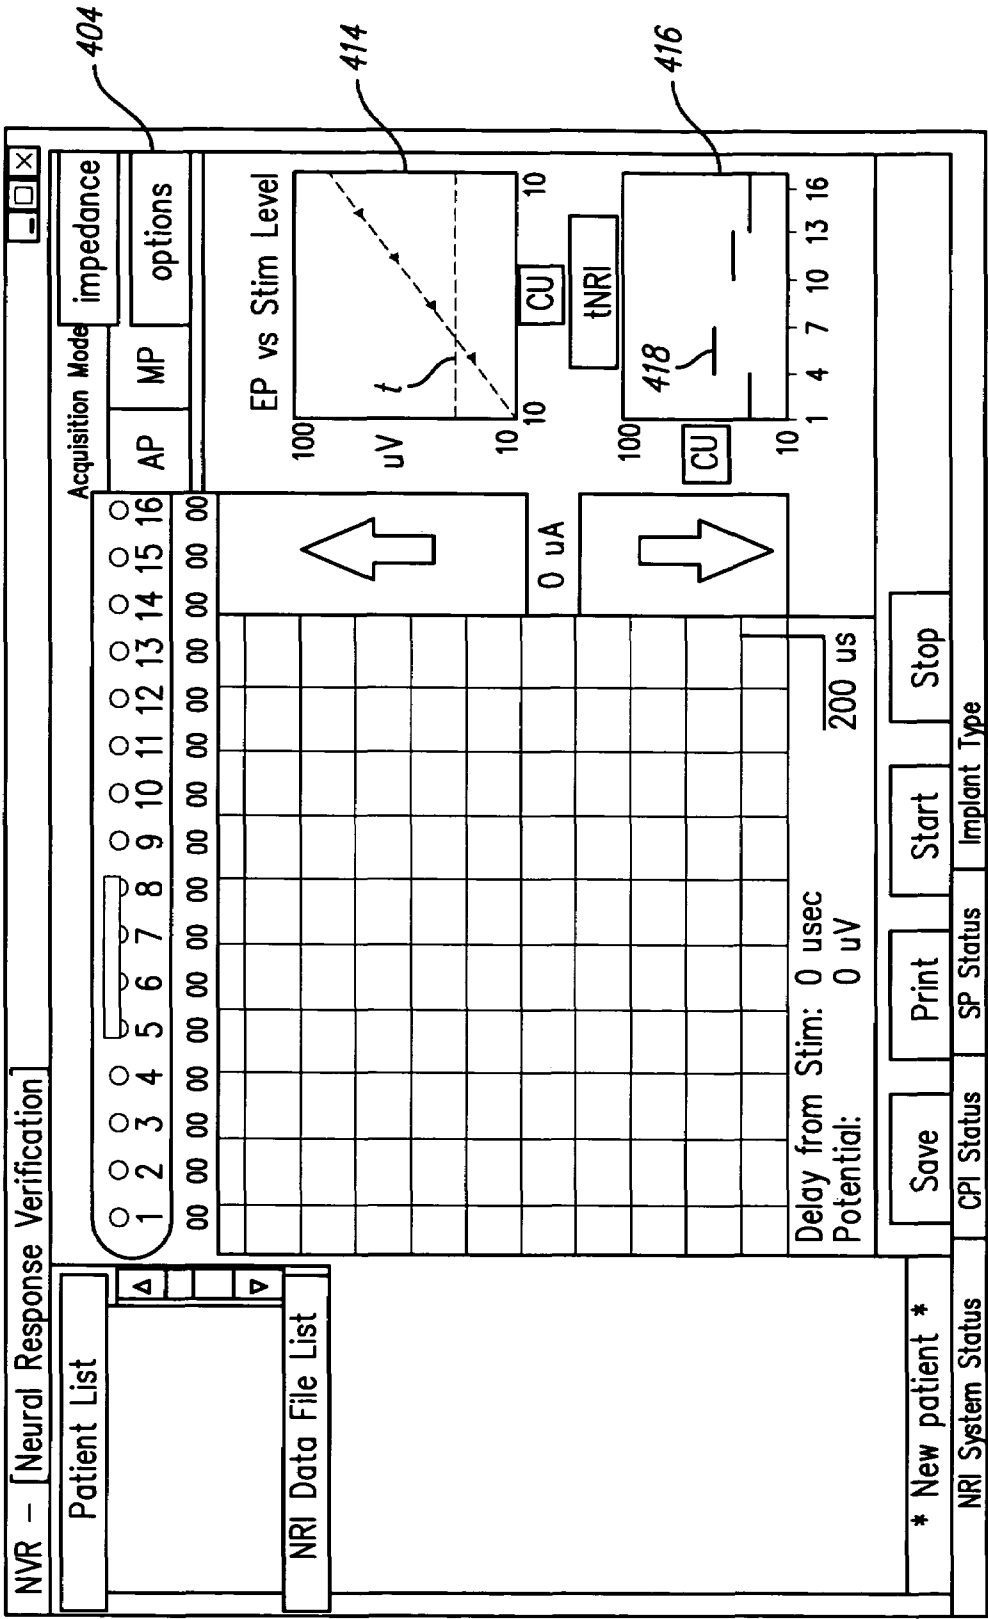 NVR – [Neural Response Verification]
Patient List
NRI Data File List
* New patient *
1 2 3 4 5 6 7 8 9 10 11 12 13 14 15 16
00 00 00 00 00 00 00 00 00 00 00 00 00 00 00 00
Acquisition Mode
AP MP
impedance
options
404
0 uA
200 us
Delay from Stim: 0 usec
Potential: 0 uV
EP vs Stim Level
100
uV
10
10 10
t
CU
414
tNRI
100
CU
10
418
1 4 7 10 13 16
416
Save Print Start Stop
NRI System Status CPI Status SP Status Implant Type